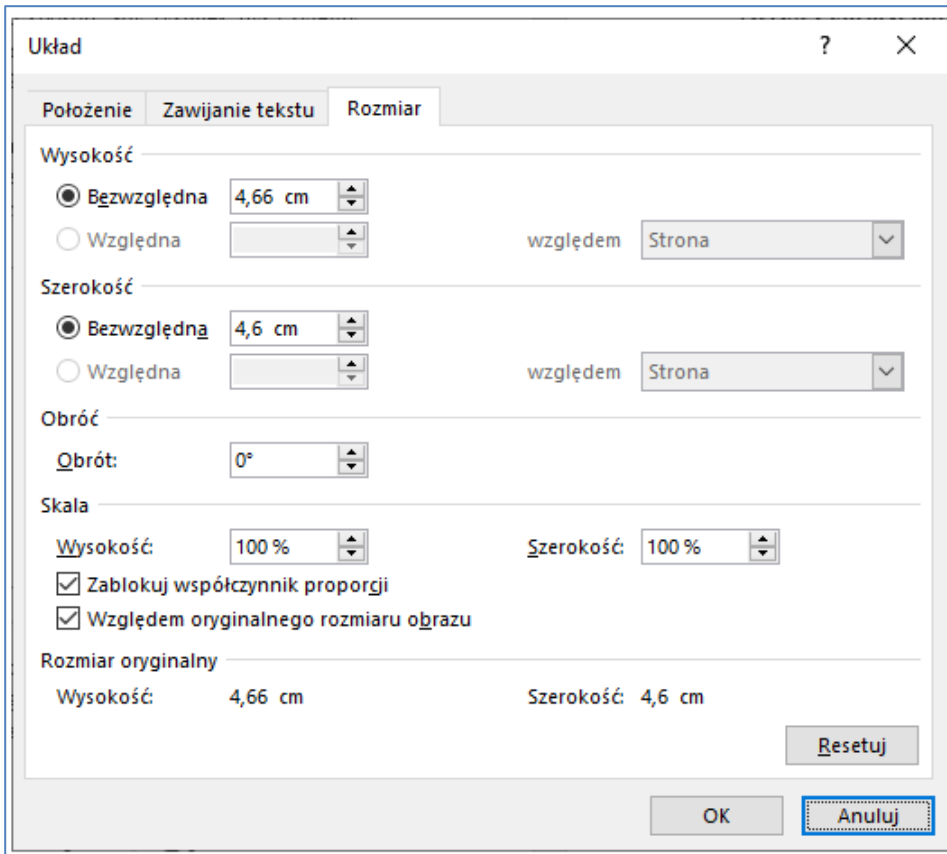 Układ ?
Położenie Zawijanie tekstu Rozmiar
Wysokość
Bezwzględna 4,66 cm
Względna względem Strona
Szerokość
Bezwzględna 4,6 cm
Względna względem Strona
Obróć
Obrót: 0°
Skala
Wysokość: 100 % Szerokość: 100 %
Zablokuj współczynnik proporcji
Względem oryginalnego rozmiaru obrazu
Rozmiar oryginalny
Wysokość: 4,66 cm Szerokość: 4,6 cm
Resetuj
OK Anuluj